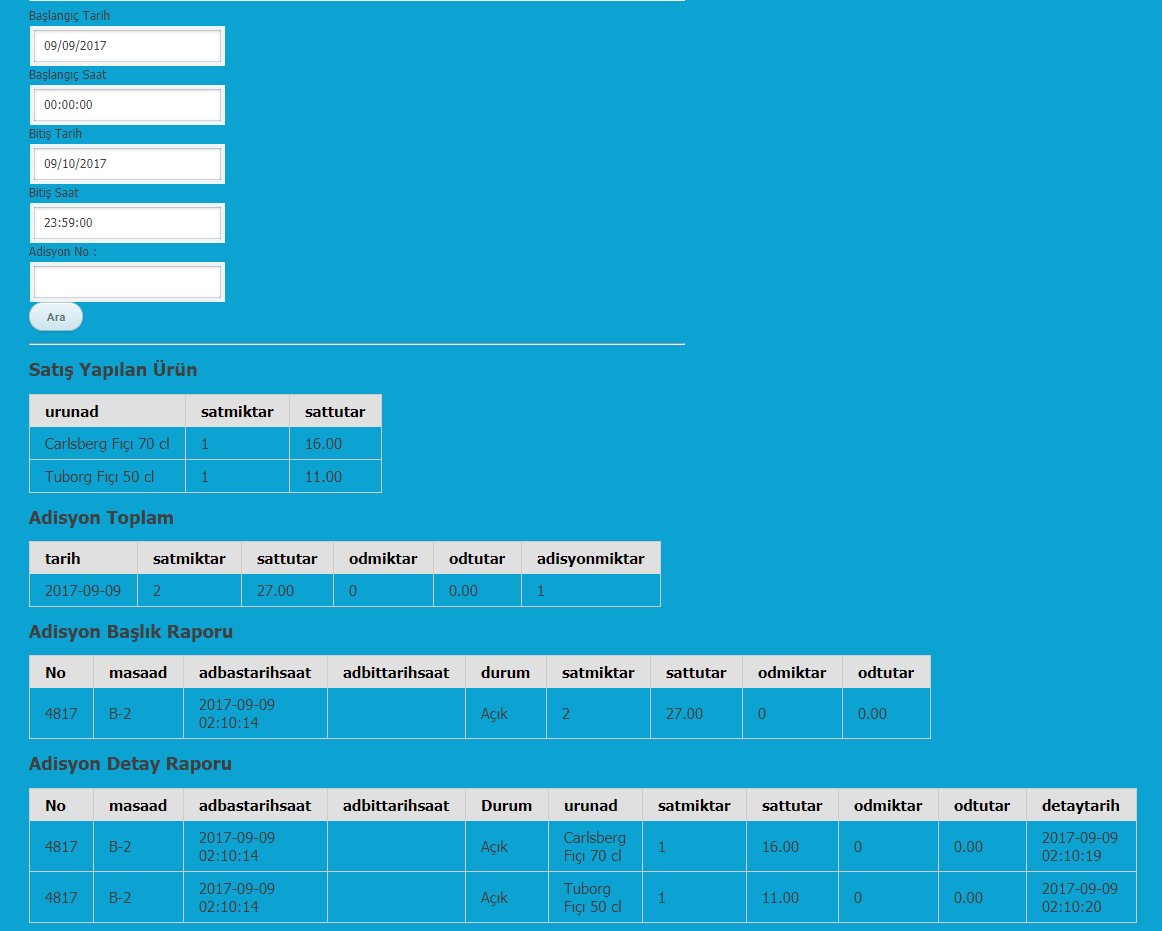 Başlangıç Tarih
09/09/2017
Başlangıç Saat
00:00:00
Bitiş Tarih
09/10/2017
Bitiş Saat
23:59:00
Adisyon No :
Ara
Satış Yapılan Ürün
urunad satmiktar sattutar
Carlsberg Fıçı 70 cl 1 16.00
Tuborg Fıçı 50 cl 1 11.00
Adisyon Toplam
tarih satmiktar sattutar odmiktar odtutar adisyonmiktar
2017-09-09 2 27.00 0 0.00 1
Adisyon Başlık Raporu
No masaad adbastarihsaat adbittarihsaat durum satmiktar sattutar odmiktar odtutar
4817 B-2 2017-09-09 02:10:14 Açık 2 27.00 0 0.00
Adisyon Detay Raporu
No masaad adbastarihsaat adbittarihsaat Durum urunad satmiktar sattutar odmiktar odtutar detaytarih
4817 B-2 2017-09-09 02:10:14 Açık Carlsberg Fıçı 70 cl 1 16.00 0 0.00 2017-09-09 02:10:19
4817 B-2 2017-09-09 02:10:14 Açık Tuborg Fıçı 50 cl 1 11.00 0 0.00 2017-09-09 02:10:20